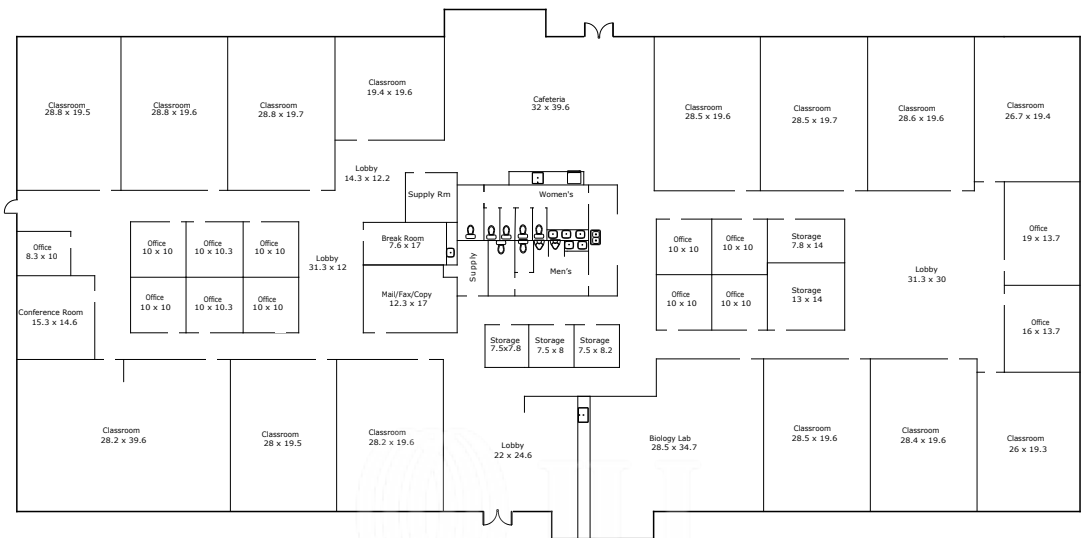 Classroom
28.8 x 19.5
Classroom
28.8 x 19.6
Classroom
28.8 x 19.7
Classroom
19.4 x 19.6
Cafeteria
32 x 39.6
Classroom
28.5 x 19.6
Classroom
28.5 x 19.7
Classroom
28.6 x 19.6
Classroom
26.7 x 19.4
Lobby
14.3 x 12.2
Supply Rm
Women's
Office
8.3 x 10
Office
10 x 10
Office
10 x 10.3
Office
10 x 10
Lobby
31.3 x 12
Break Room
7.6 x 17
Supply
Men's
Office
10 x 10
Office
10 x 10
Storage
7.8 x 14
Lobby
31.3 x 30
Office
19 x 13.7
Conference Room
15.3 x 14.6
Office
10 x 10
Office
10 x 10.3
Office
10 x 10
Mail/Fax/Copy
12.3 x 17
Office
10 x 10
Office
10 x 10
Storage
13 x 14
Office
16 x 13.7
Storage
7.5x7.8
Storage
7.5 x 8
Storage
7.5 x 8.2
Classroom
28.2 x 39.6
Classroom
28 x 19.5
Classroom
28.2 x 19.6
Lobby
22 x 24.6
Biology Lab
28.5 x 34.7
Classroom
28.5 x 19.6
Classroom
28.4 x 19.6
Classroom
26 x 19.3